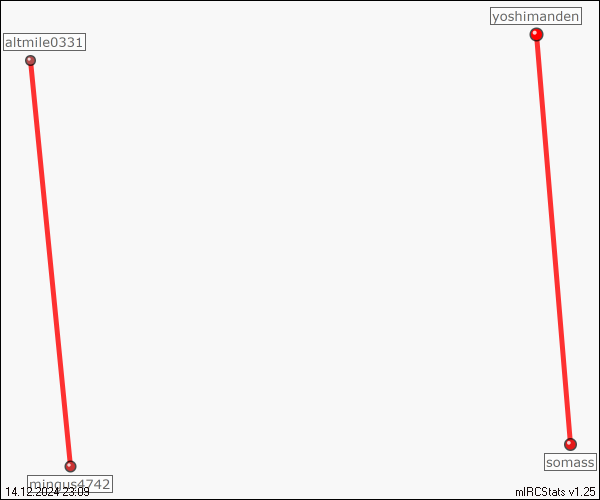 yoshimanden
altmile0331
somass
mingus4742
14.12.2024 23:09
mIRCStats v1.25